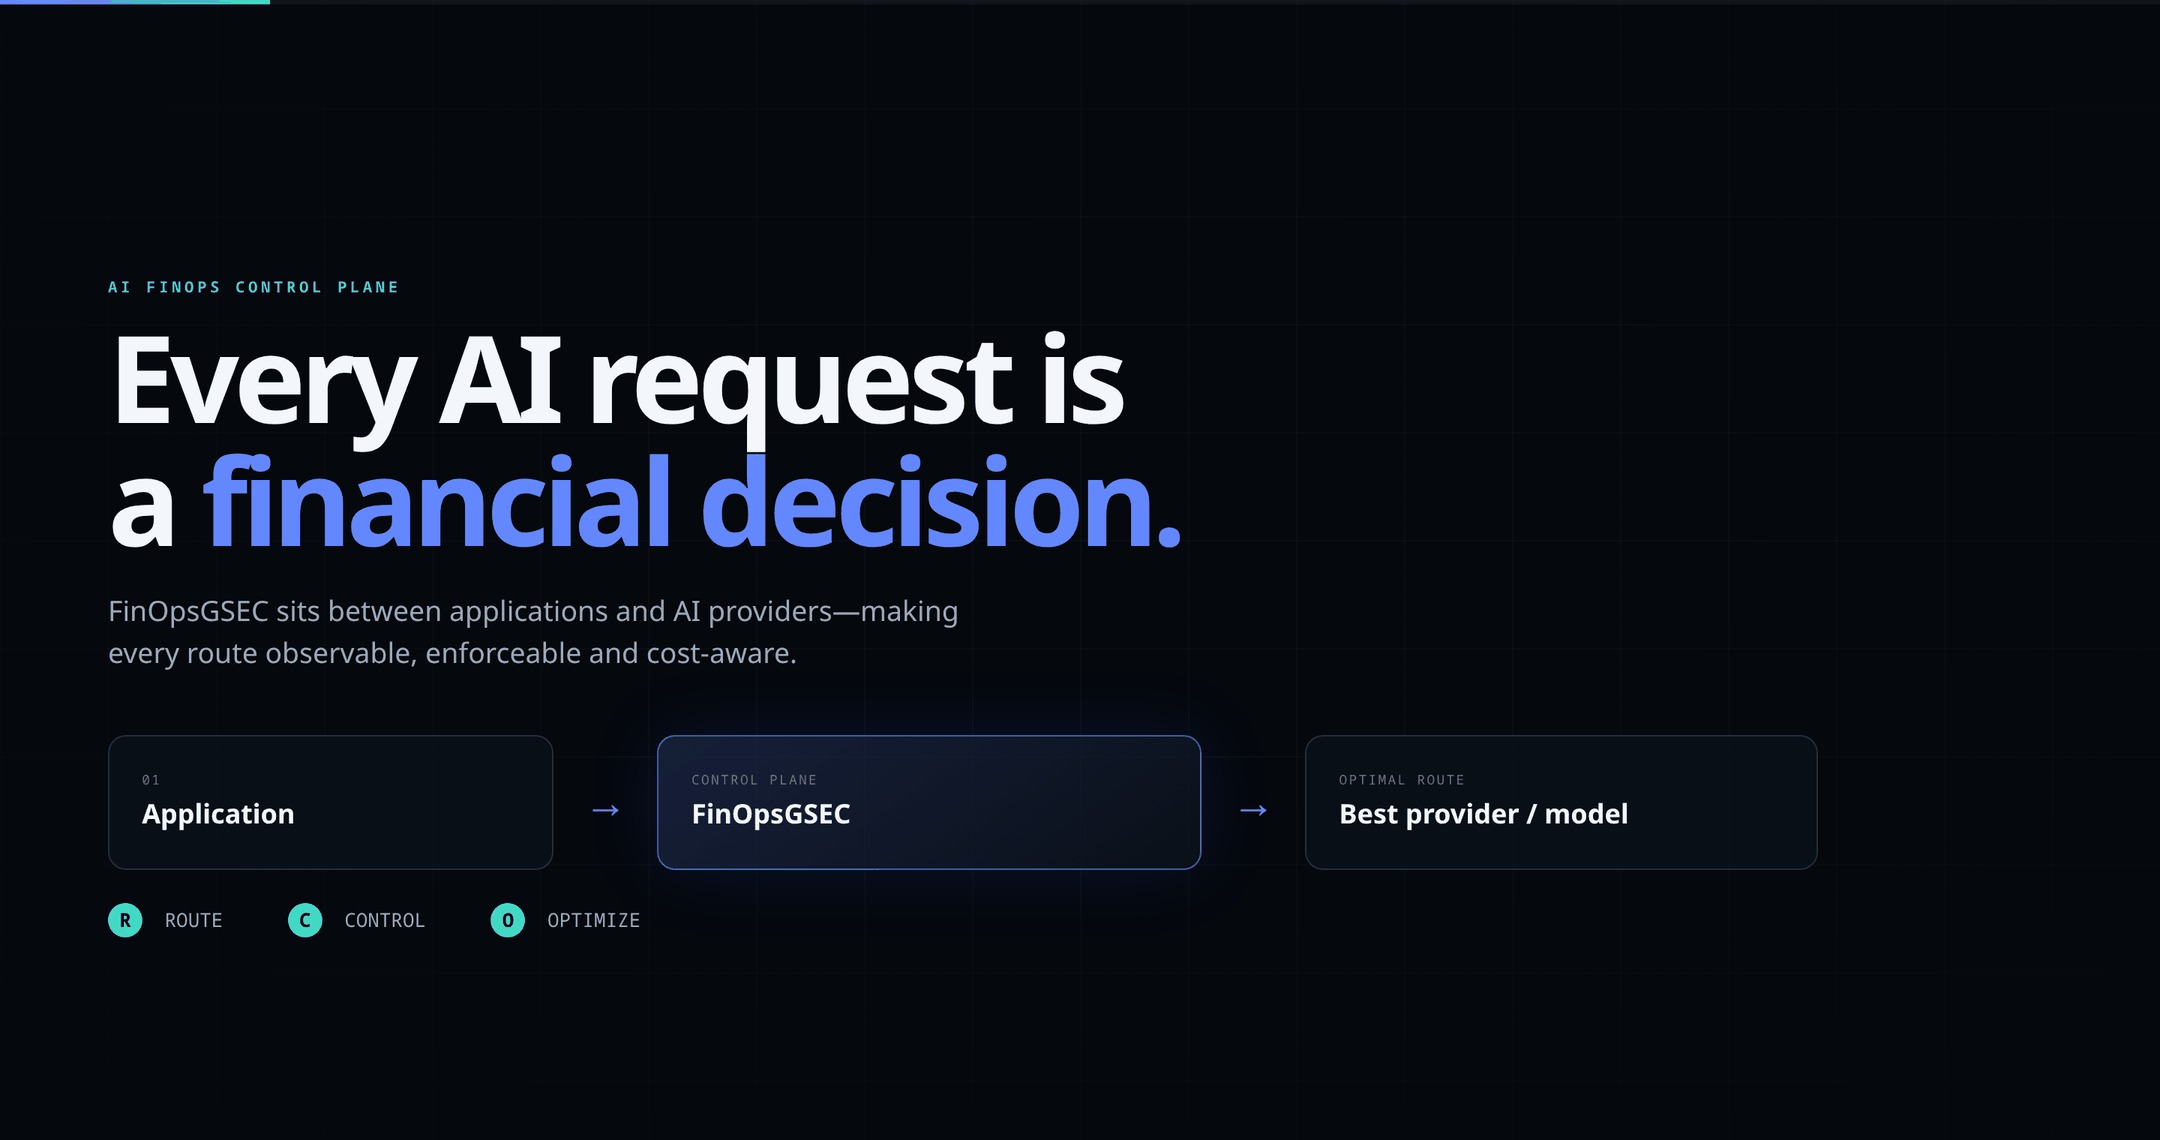 AI FINOPS CONTROL PLANE
Every AI request is
a financial decision.
FinOpsGSEC sits between applications and AI providers—making
every route observable, enforceable and cost-aware.
01
Application
→
CONTROL PLANE
FinOpsGSEC
→
OPTIMAL ROUTE
Best provider / model
R ROUTE C CONTROL O OPTIMIZE